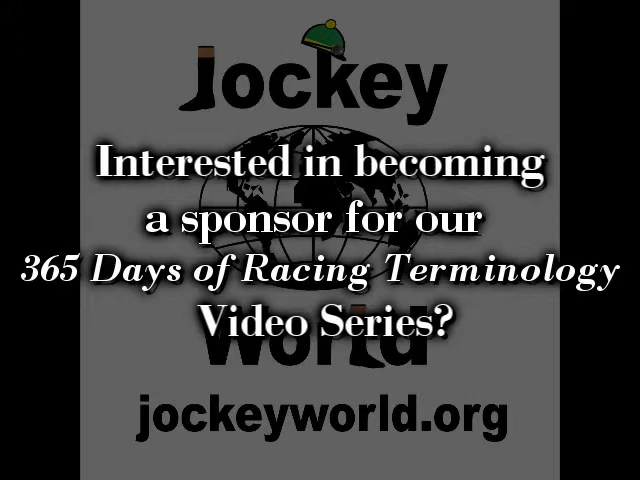 Jockey
Interested in becoming
a sponsor for our
365 Days of Racing Terminology
Video Series?
World
jockeyworld.org